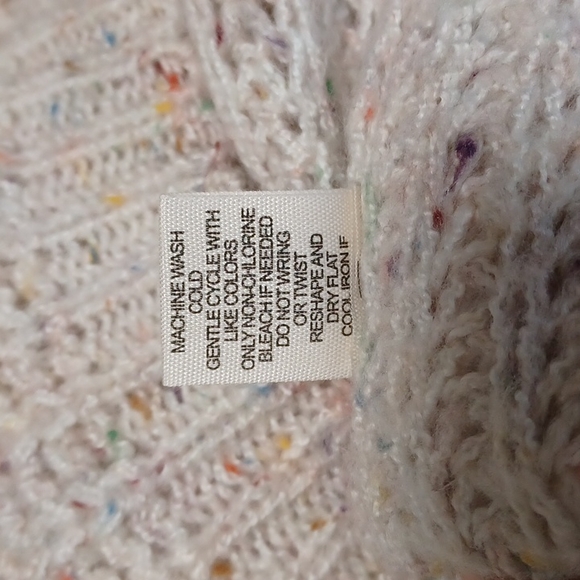 MACHINE WASH
COLD
GENTLE CYCLE WITH
LIKE COLORS
ONLY NON-CHLORINE
BLEACH IF NEEDED
DO NOT WRING
OR TWIST
RESHAPE AND
DRY FLAT
COOL IRON IF